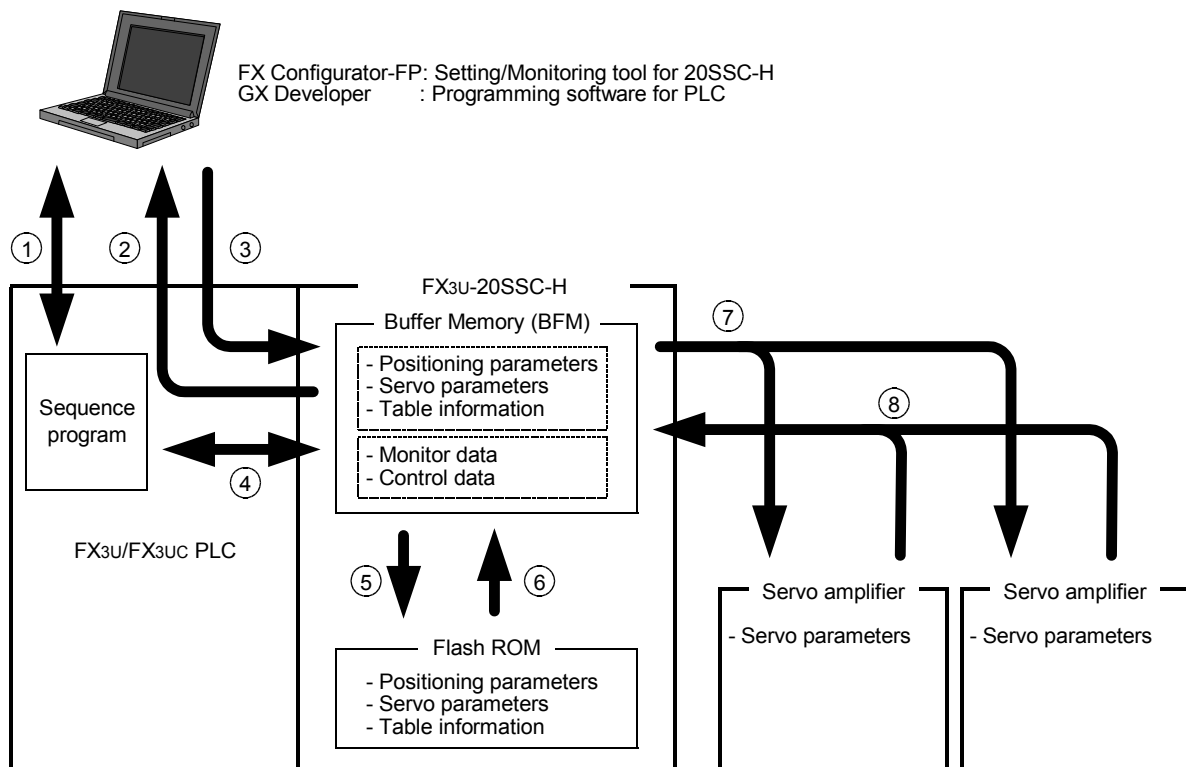 FX Configurator-FP: Setting/Monitoring tool for 20SSC-H
GX Developer : Programming software for PLC
1
2
3
FX3U-20SSC-H
Buffer Memory (BFM)
7
- Positioning parameters
- Servo parameters
- Table information
Sequence
program
8
- Monitor data
- Control data
4
FX3U/FX3UC PLC
5
6
Servo amplifier
Servo amplifier
- Servo parameters
- Servo parameters
Flash ROM
- Positioning parameters
- Servo parameters
- Table information